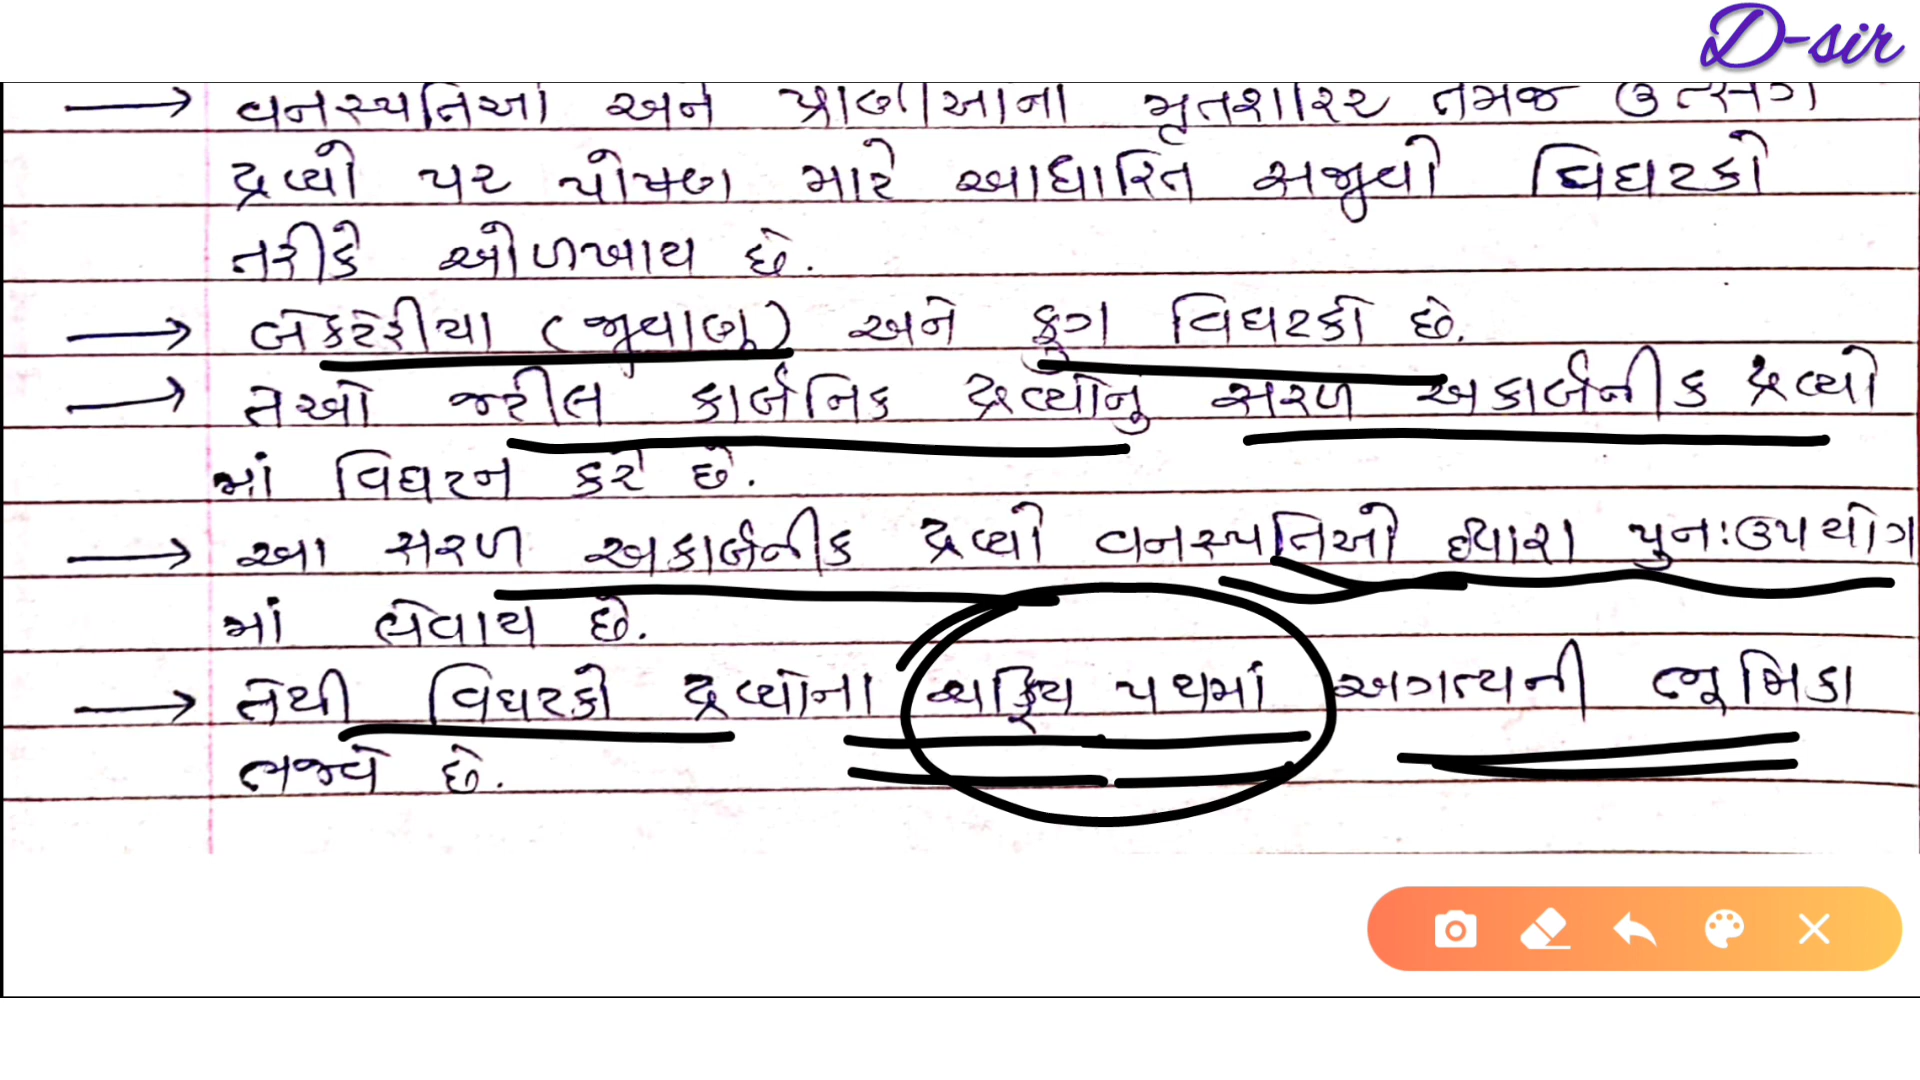 D-sir
→ વનસ્પતિઓ અને પ્રાણીઓના મૃતશરિર તેમજ ઉત્સર્ગ
દ્રવ્યો પર પોષણ માટે આધારિત સજીવો વિઘટકો
તરીકે ઓળખાય છે.
→ બેક્ટેરીયા (જીવાણુ) અને ફુગ વિઘટકો છે.
→ તેઓ જટીલ કાર્બનિક દ્રવ્યોનુ સરળ અકાર્બનીક દ્રવ્યો
માં વિઘટન કરે છે.
→ આ સરળ અકાર્બનીક દ્રવ્યો વનસ્પતિઓ દ્વારા પુનઃઉપયોગ
માં લેવાય છે.
→ તેથી વિઘટકો દ્રવ્યોના ચક્રિય પથમાં અગત્યની ભૂમિકા
ભજવે છે.